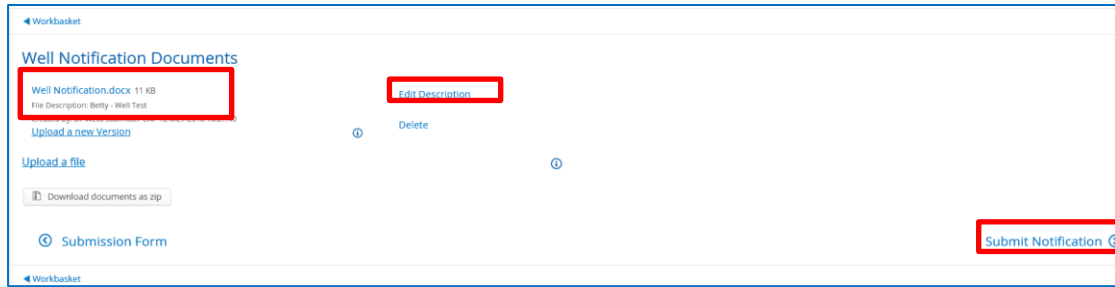 Workbasket
Well Notification Documents
Well Notification.docx 11 KB
Edit Description
File Description: Betty - Well Test
Delete
Upload a new Version
Upload a file
Download documents as zip
Submission Form
Submit Notification
Workbasket